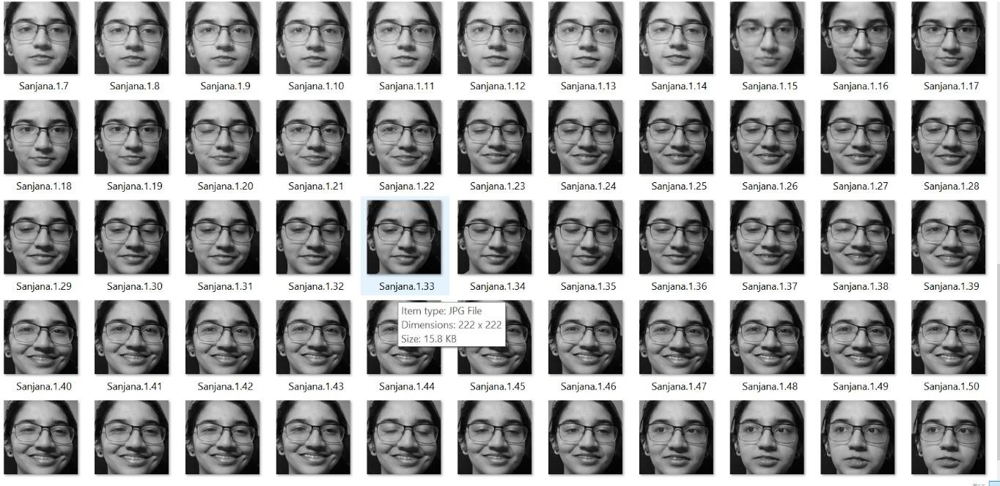 Sanjana.1.7 Sanjana.1.8 Sanjana.1.9 Sanjana.1.10 Sanjana.1.11 Sanjana.1.12 Sanjana.1.13 Sanjana.1.14 Sanjana.1.15 Sanjana.1.16 Sanjana.1.17
Sanjana.1.18 Sanjana.1.19 Sanjana.1.20 Sanjana.1.21 Sanjana.1.22 Sanjana.1.23 Sanjana.1.24 Sanjana.1.25 Sanjana.1.26 Sanjana.1.27 Sanjana.1.28
Sanjana.1.29 Sanjana.1.30 Sanjana.1.31 Sanjana.1.32 Sanjana.1.33 Sanjana.1.34 Sanjana.1.35 Sanjana.1.36 Sanjana.1.37 Sanjana.1.38 Sanjana.1.39
Item type: JPG File
Dimensions: 222 x 222
Size: 15.8 KB
Sanjana.1.40 Sanjana.1.41 Sanjana.1.42 Sanjana.1.43 Sanjana.1.44 Sanjana.1.45 Sanjana.1.46 Sanjana.1.47 Sanjana.1.48 Sanjana.1.49 Sanjana.1.50